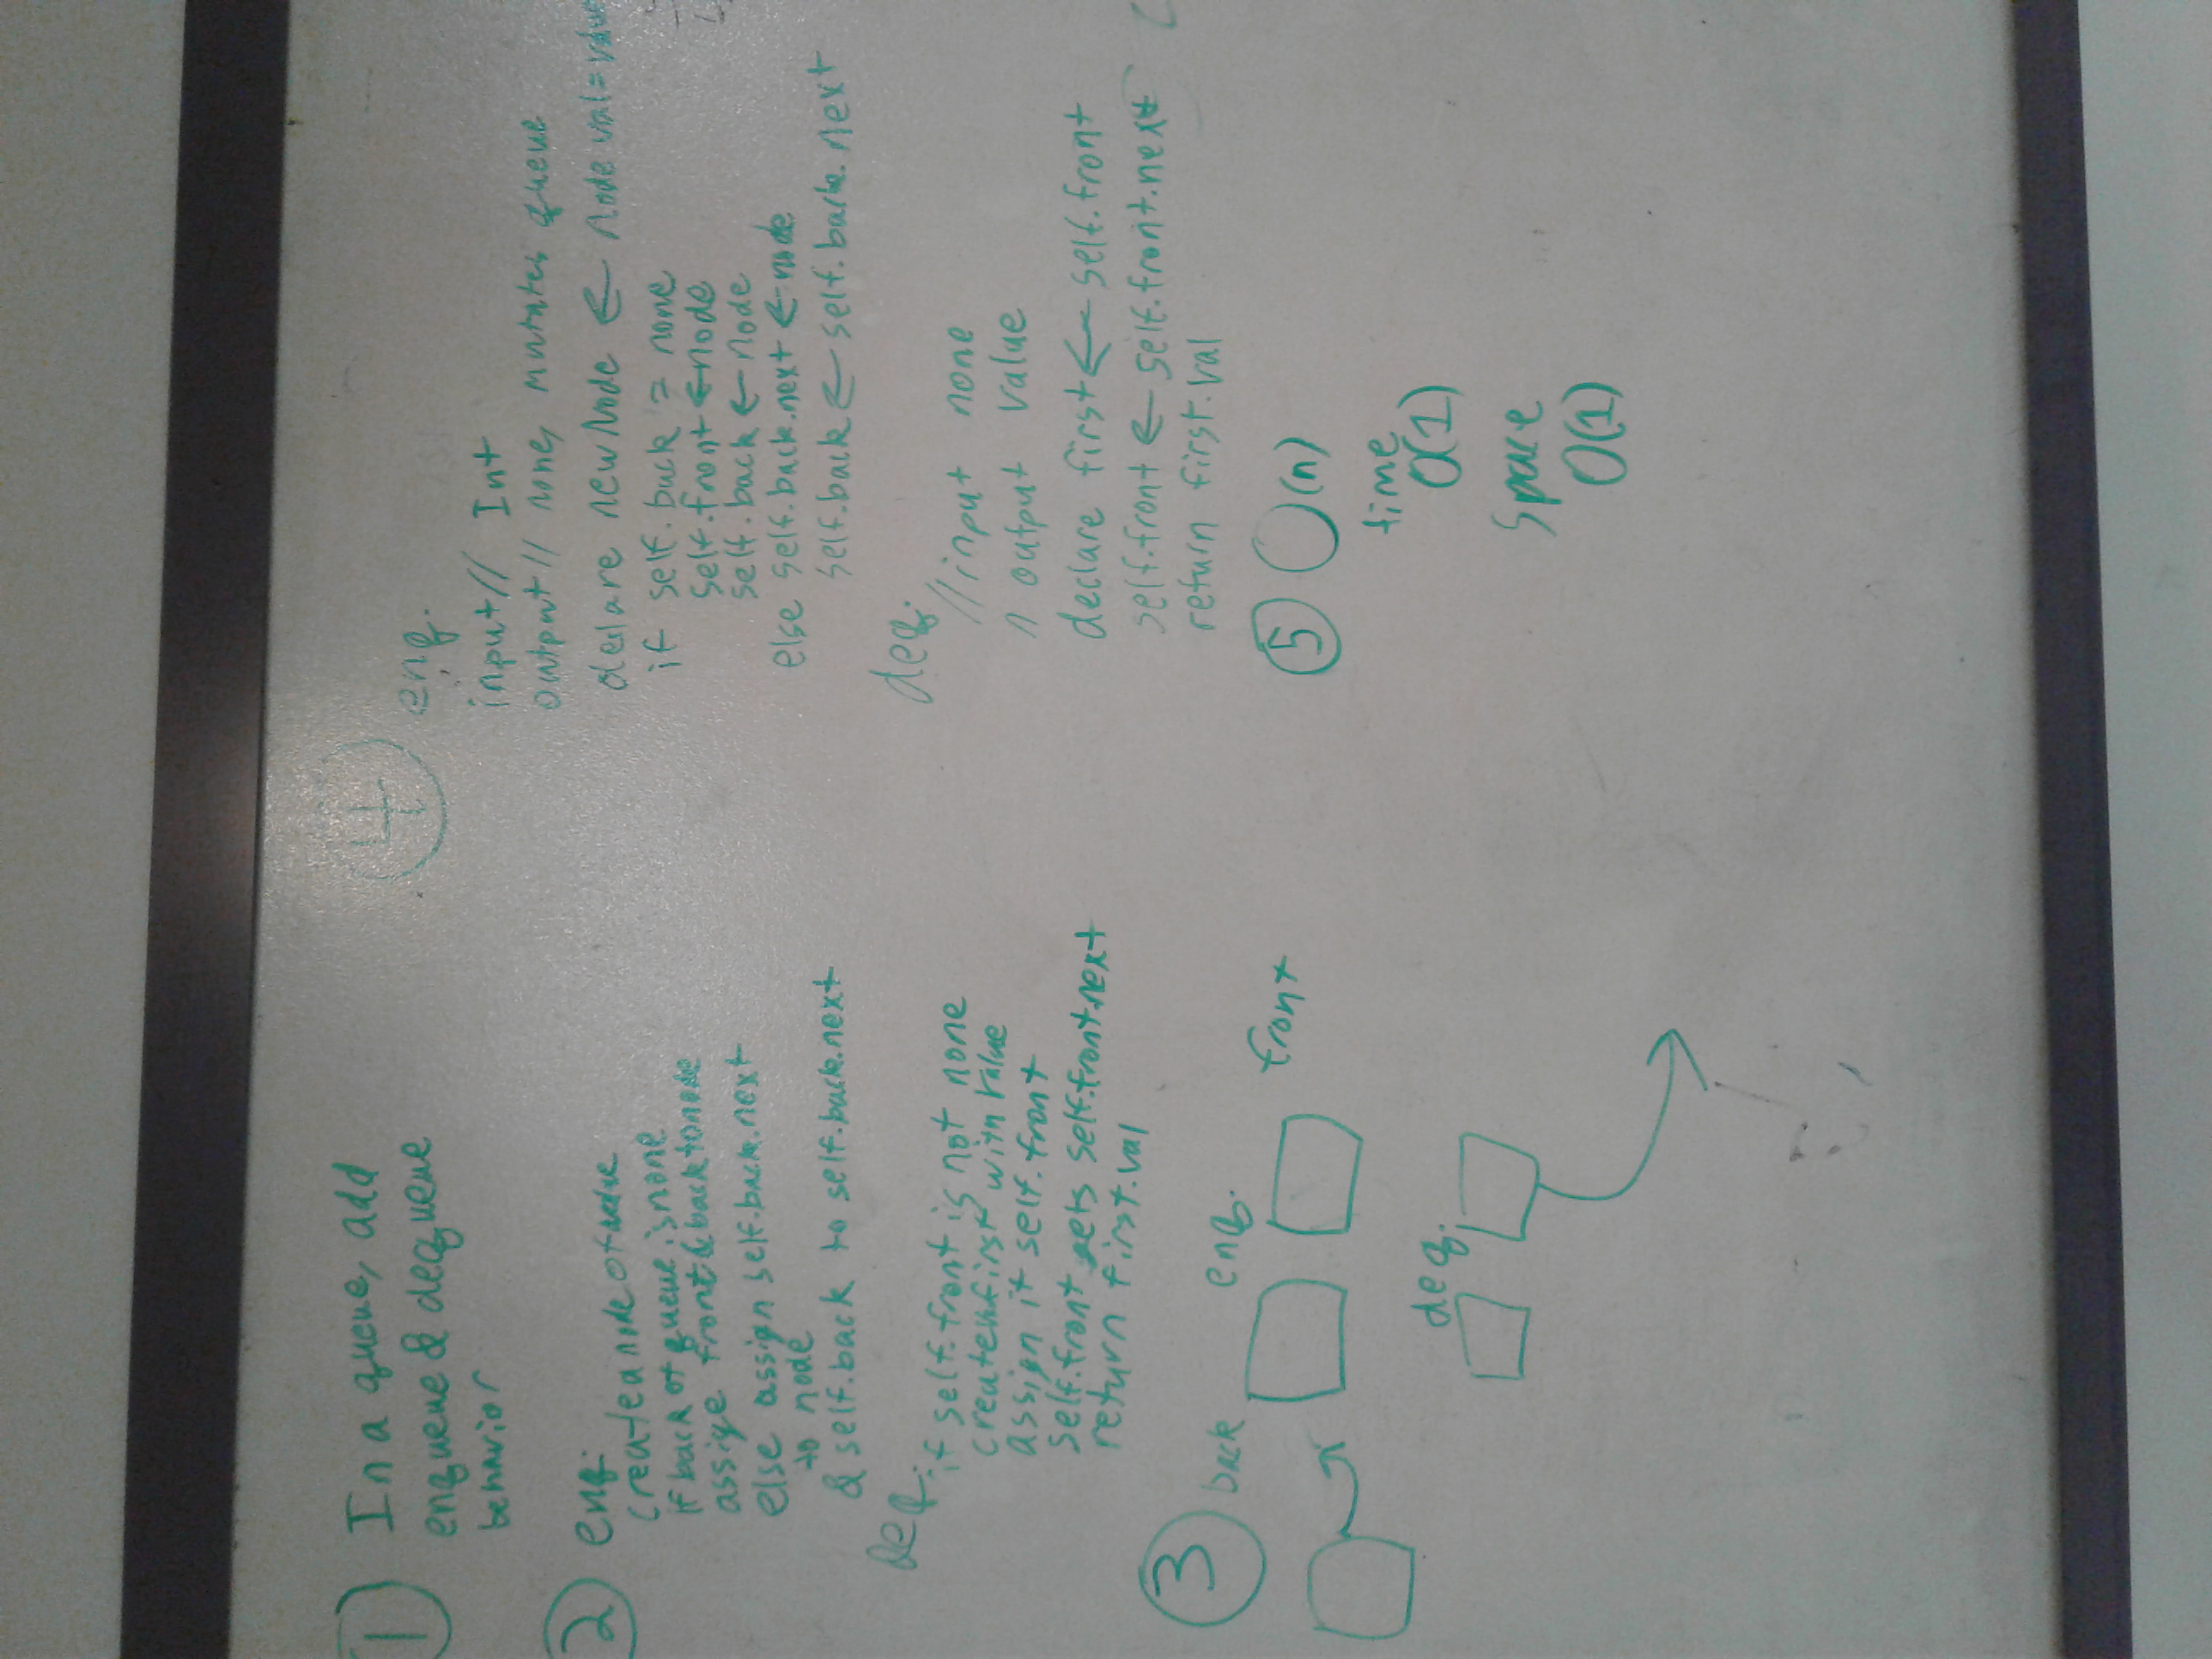 1
In a queue, add
enqueue & dequeue
behavior
2
enq.
create a node of value
if back of queue is none
assige front & back to node
else assign self.back.next
to node
& self.back to self.back.next
Deq.
if self.front is not none
create first with value
assign it self.front
self.front gets self.front.next
return first.val
3
back
enq.
front
deq.
4
enq.
input// Int
output// none, mutates queue
declare newNode ← Node val = value
if self.back = none
self.front ← node
self.back ← node
else self.back.next ← node
self.back ← self.back.next
deq.
// input none
output value
declare first ← self.front
self.front ← self.front.next
return first.val
5
O(n)
time
O(1)
Space
O(1)